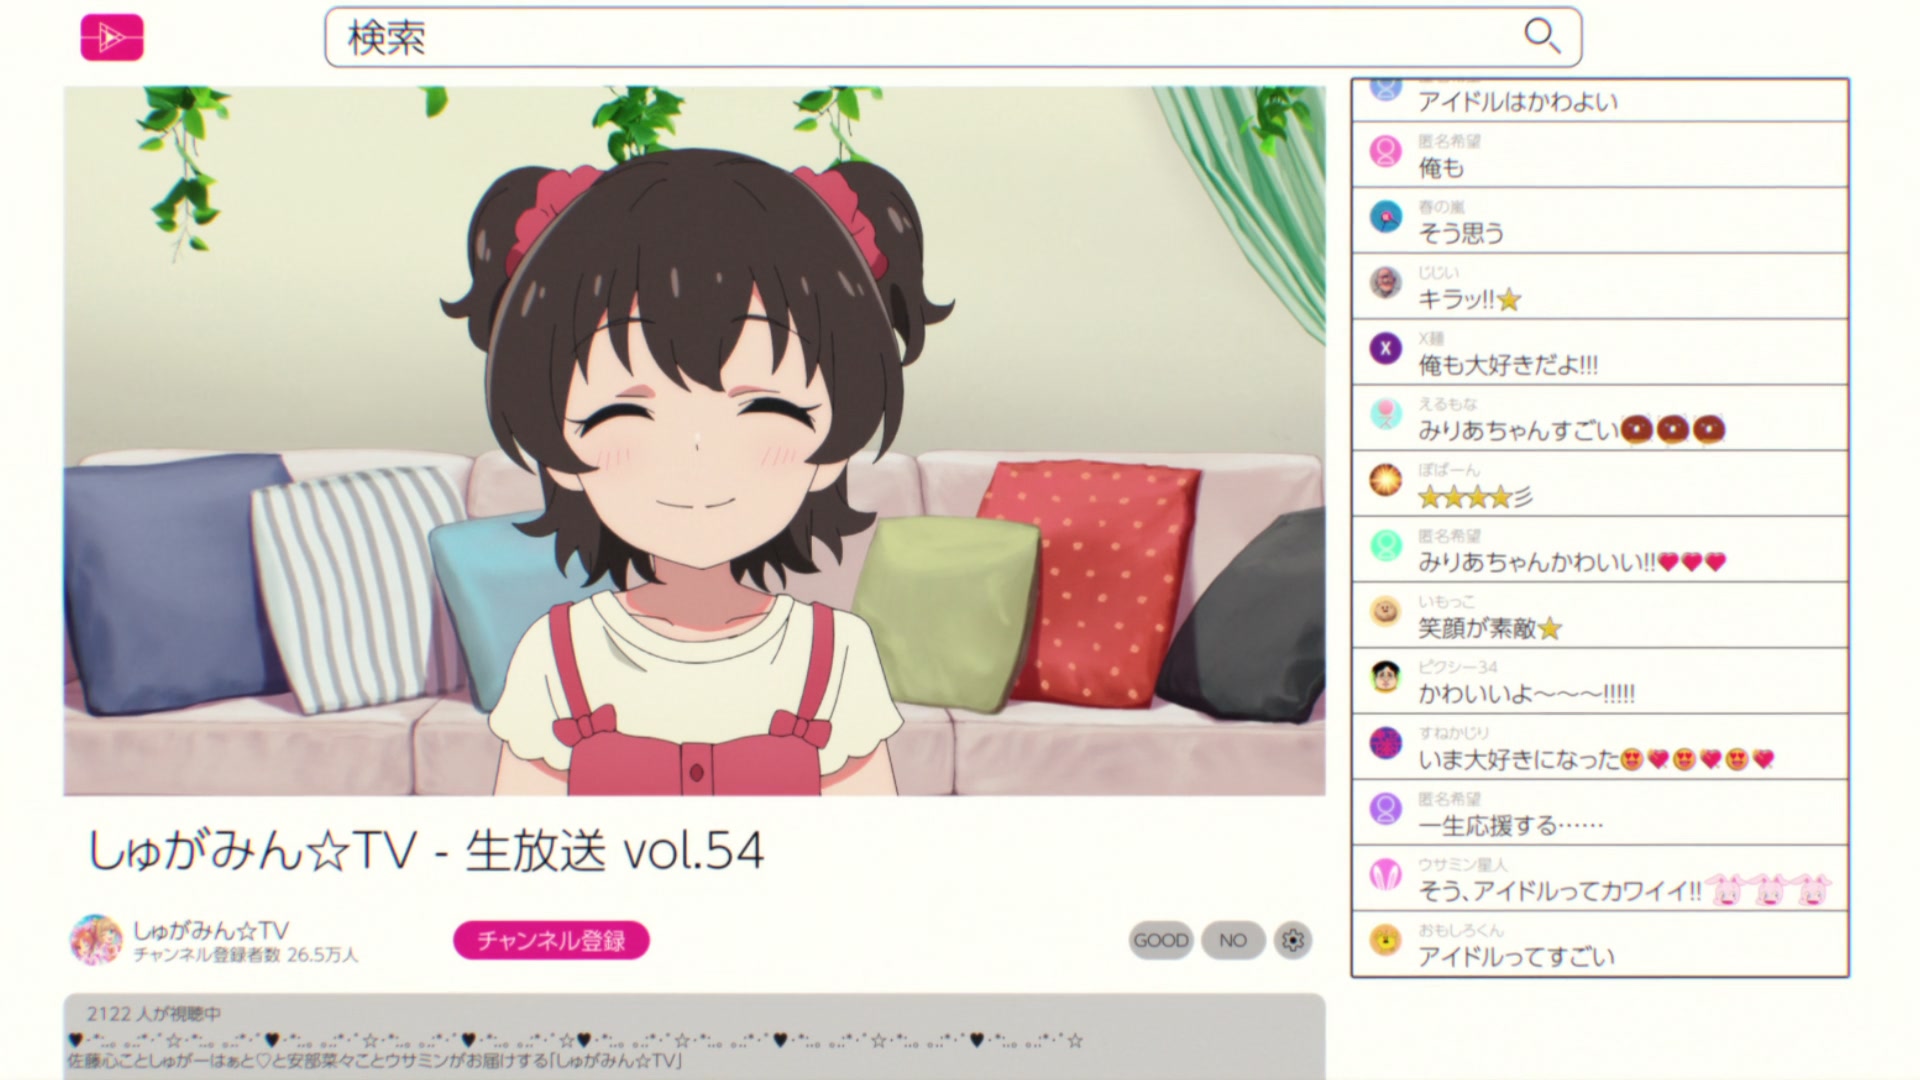 検索
アイドルはかわよい
匿名希望
俺も
春の嵐
そう思う
じじい
キラッ!!⭐
X麺
X
俺も大好きだよ!!!
えるもな
みりあちゃんすごい
ぽぱーん
⭐⭐⭐⭐彡
匿名希望
みりあちゃんかわいい!!❤❤❤
いもっこ
笑顔が素敵⭐
ピクシー34
かわいいよ〜〜〜!!!!!
すねかじり
いま大好きになった😍💘😍💘😍💘
匿名希望
一生応援する……
ウサミン星人
そう、アイドルってカワイイ!!
おもしろくん
アイドルってすごい
しゅがみん☆TV - 生放送 vol.54
しゅがみん☆TV
チャンネル登録者数 26.5万人
チャンネル登録
GOOD
NO
2122 人が視聴中
佐藤心ことしゅがーはぁと♡と安部菜々ことウサミンがお届けする「しゅがみん☆TV」